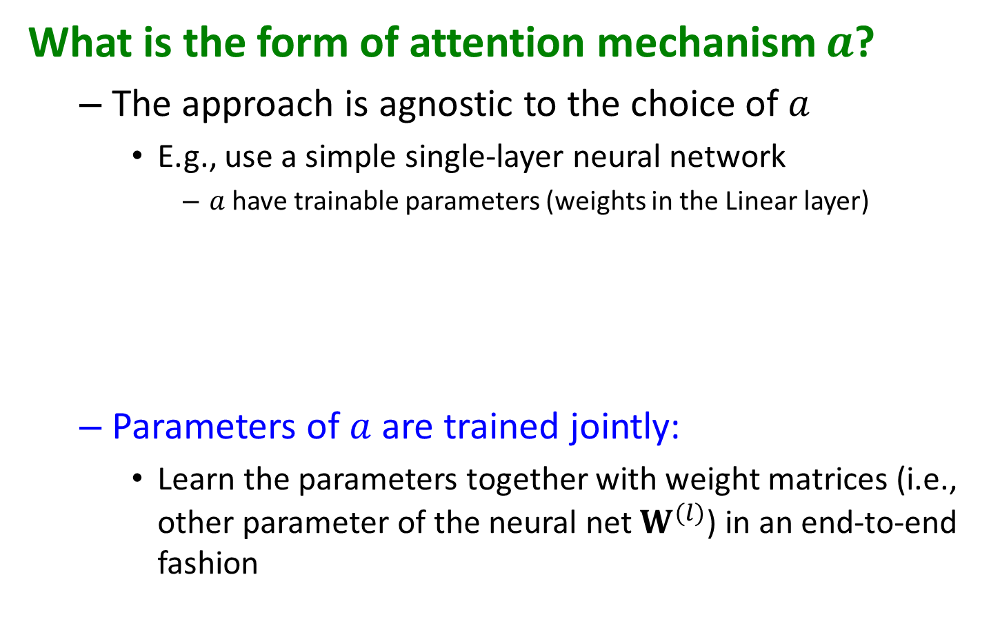 What is the form of attention mechanism 𝒂?
– The approach is agnostic to the choice of 𝑎
• E.g., use a simple single-layer neural network
– 𝑎 have trainable parameters (weights in the Linear layer)
– Parameters of 𝑎 are trained jointly:
• Learn the parameters together with weight matrices (i.e.,
other parameter of the neural net 𝐖⁽ˡ⁾) in an end-to-end
fashion